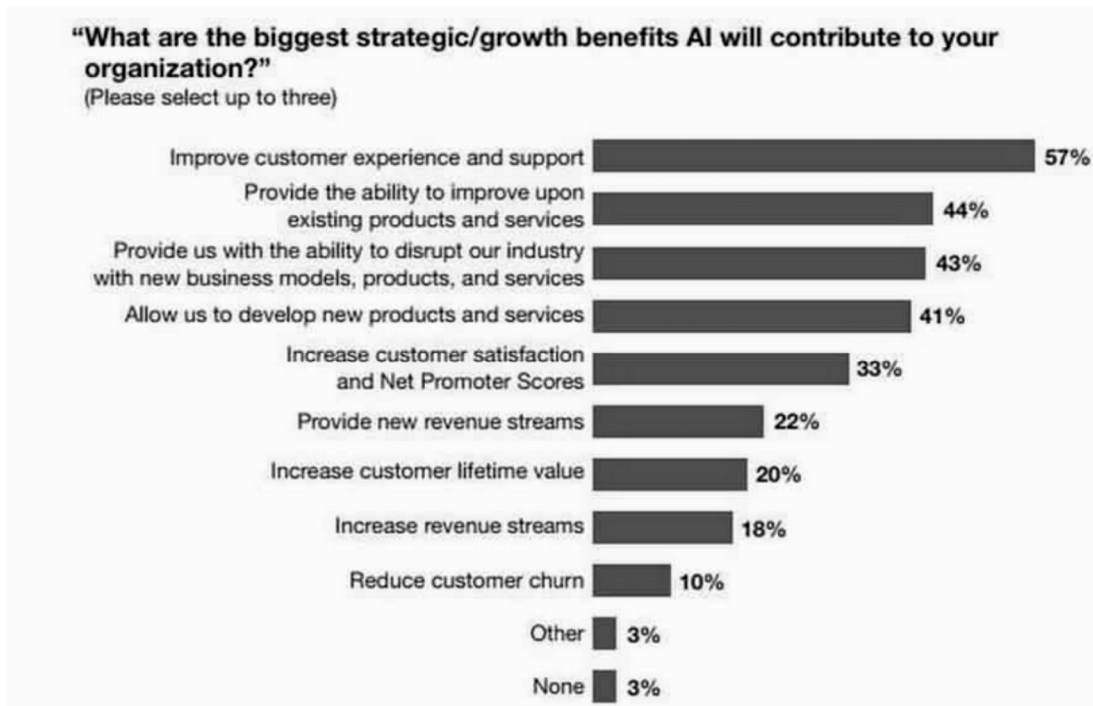 “What are the biggest strategic/growth benefits AI will contribute to your
organization?”
(Please select up to three)
Improve customer experience and support 57%
Provide the ability to improve upon
existing products and services 44%
Provide us with the ability to disrupt our industry
with new business models, products, and services 43%
Allow us to develop new products and services 41%
Increase customer satisfaction
and Net Promoter Scores 33%
Provide new revenue streams 22%
Increase customer lifetime value 20%
Increase revenue streams 18%
Reduce customer churn 10%
Other 3%
None 3%